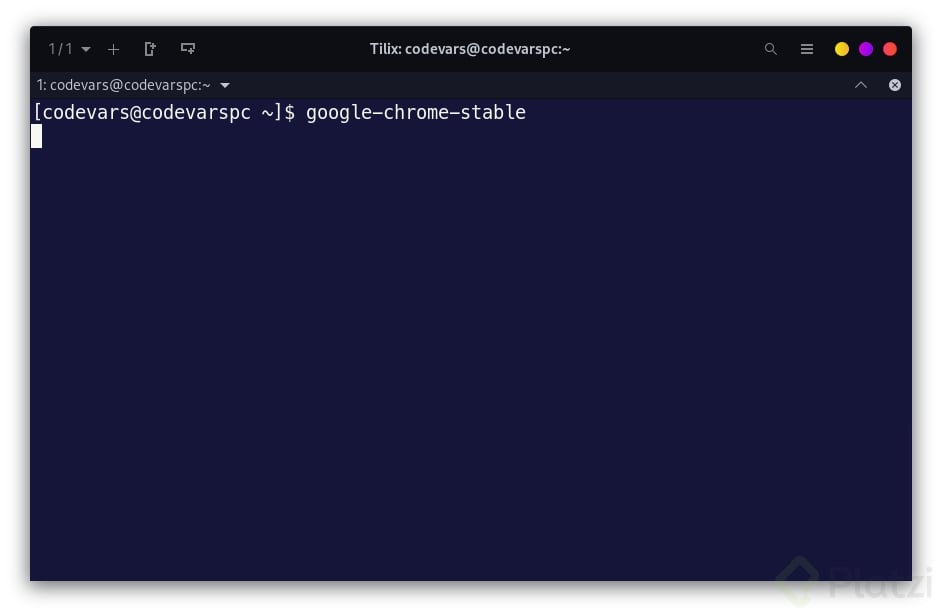 1/1
Tilix: codevars@codevarspc:~
1: codevars@codevarspc:~
[codevars@codevarspc ~]$ google-chrome-stable
Platzi